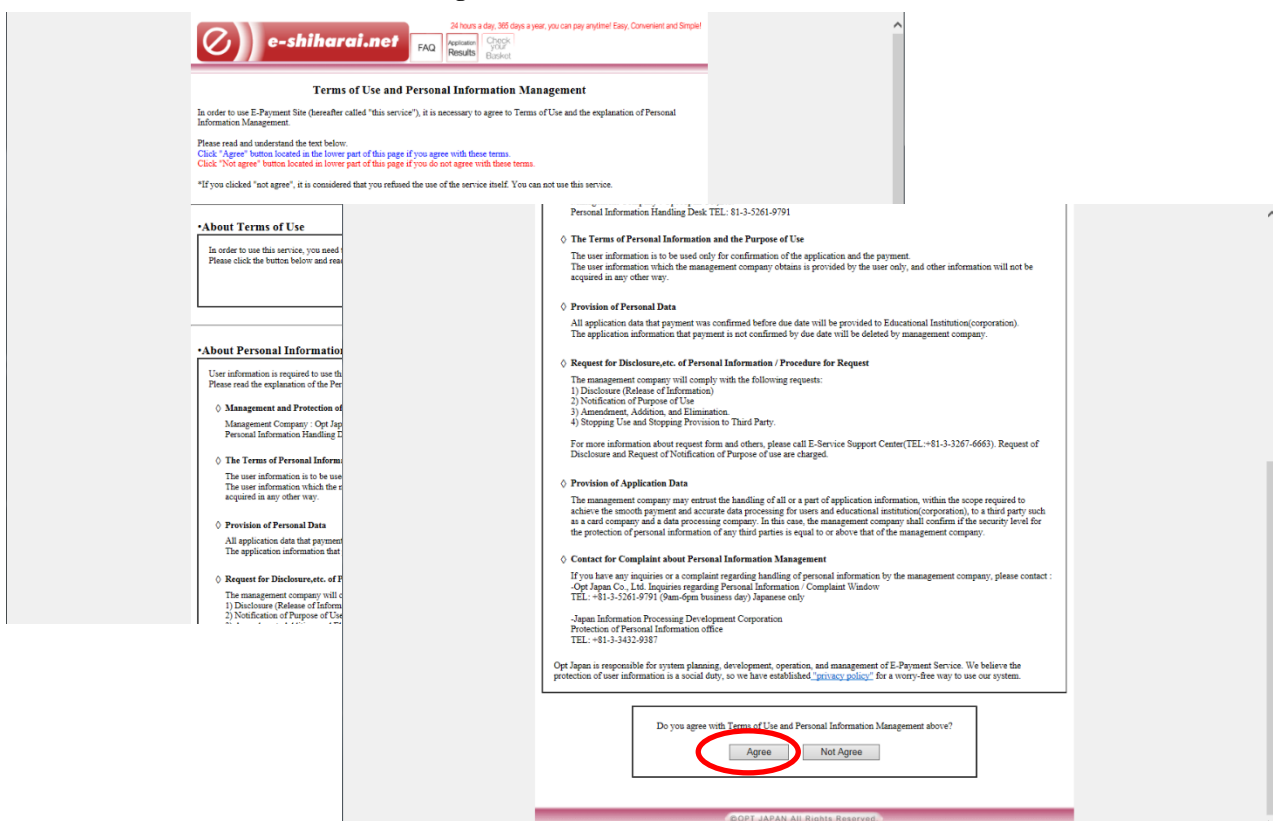 24 hours a day, 365 days a year, you can pay anytime! Easy, Convenient and Simple!
e-shiharai.net
FAQ
Application
Results
Check
your
Basket
Terms of Use and Personal Information Management
In order to use E-Payment Site (hereafter called "this service"), it is necessary to agree to Terms of Use and the explanation of Personal
Information Management.
Please read and understand the text below.
Click "Agree" button located in the lower part of this page if you agree with these terms.
Click "Not agree" button located in lower part of this page if you do not agree with these terms.
*If you clicked "not agree", it is considered that you refused the use of the service itself. You can not use this service.
•About Terms of Use
In order to use this service, you need
Please click the button below and rea
•About Personal Information
User information is required to use th
Please read the explanation of the Per
◊ Management and Protection of
Management Company : Opt Jap
Personal Information Handling D
◊ The Terms of Personal Informa
The user information is to be use
The user information which the
acquired in any other way.
◊ Provision of Personal Data
All application data that payment
The application information that
◊ Request for Disclosure,etc. of P
The management company will c
1) Disclosure (Release of Inform
2) Notification of Purpose of Use
Personal Information Handling Desk TEL: 81-3-5261-9791
◊ The Terms of Personal Information and the Purpose of Use
The user information is to be used only for confirmation of the application and the payment.
The user information which the management company obtains is provided by the user only, and other information will not be
acquired in any other way.
◊ Provision of Personal Data
All application data that payment was confirmed before due date will be provided to Educational Institution(corporation).
The application information that payment is not confirmed by due date will be deleted by management company.
◊ Request for Disclosure,etc. of Personal Information / Procedure for Request
The management company will comply with the following requests:
1) Disclosure (Release of Information)
2) Notification of Purpose of Use
3) Amendment, Addition, and Elimination.
4) Stopping Use and Stopping Provision to Third Party.
For more information about request form and others, please call E-Service Support Center(TEL:+81-3-3267-6663). Request of
Disclosure and Request of Notification of Purpose of use are charged.
◊ Provision of Application Data
The management company may entrust the handling of all or a part of application information, within the scope required to
achieve the smooth payment and accurate data processing for users and educational institution(corporation), to a third party such
as a card company and a data processing company. In this case, the management company shall confirm if the security level for
the protection of personal information of any third parties is equal to or above that of the management company.
◊ Contact for Complaint about Personal Information Management
If you have any inquiries or a complaint regarding handling of personal information by the management company, please contact :
-Opt Japan Co., Ltd. Inquiries regarding Personal Information / Complaint Window
TEL: +81-3-5261-9791 (9am-6pm business day) Japanese only
-Japan Information Processing Development Corporation
Protection of Personal Information office
TEL: +81-3-3432-9387
Opt Japan is responsible for system planning, development, operation, and management of E-Payment Service. We believe the
protection of user information is a social duty, so we have established "privacy policy" for a worry-free way to use our system.
Do you agree with Terms of Use and Personal Information Management above?
Agree
Not Agree
©OPT JAPAN All Rights Reserved.